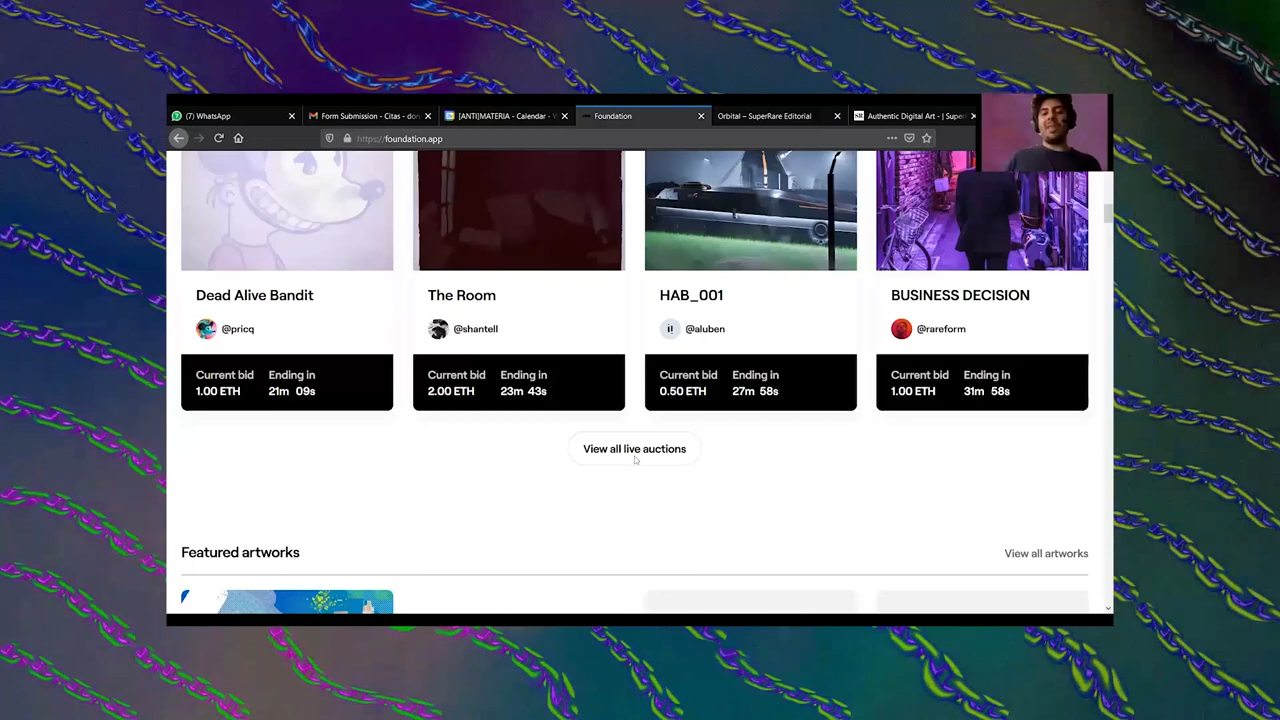 (7) WhatsApp
Form Submission - Citas - don
[ANTI]MATERIA - Calendar - W
Foundation
Orbital – SuperRare Editorial
SR Authentic Digital Art - | Super
https://foundation.app
Dead Alive Bandit
@pricq
Current bid Ending in
1.00 ETH 21m 09s
The Room
@shantell
Current bid Ending in
2.00 ETH 23m 43s
HAB_001
@aluben
Current bid Ending in
0.50 ETH 27m 58s
BUSINESS DECISION
@rareform
Current bid Ending in
1.00 ETH 31m 58s
View all live auctions
Featured artworks
View all artworks